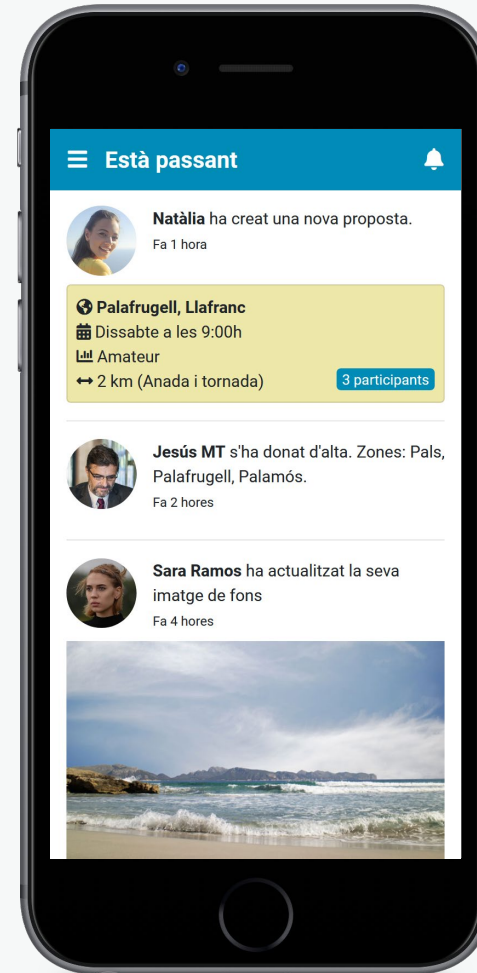 Està passant
Natàlia ha creat una nova proposta.
Fa 1 hora
Palafrugell, Llafranc
Dissabte a les 9:00h
Amateur
2 km (Anada i tornada)
3 participants
Jesús MT s'ha donat d'alta. Zones: Pals,
Palafrugell, Palamós.
Fa 2 hores
Sara Ramos ha actualitzat la seva
imatge de fons
Fa 4 hores